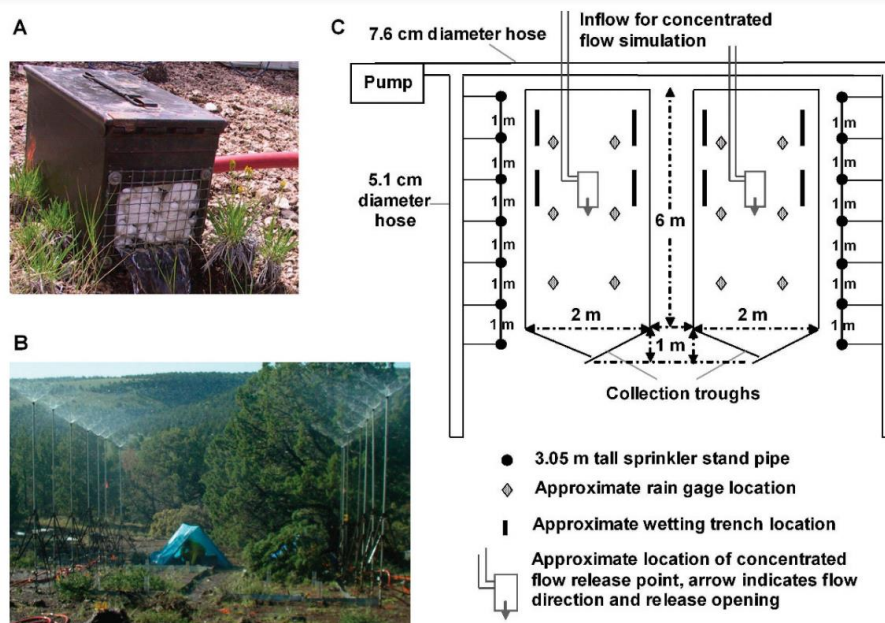 A
B
C
7.6 cm diameter hose
Inflow for concentrated
flow simulation
Pump
5.1 cm
diameter
hose
1 m
1 m
1 m
1 m
1 m
1 m
1 m
1 m
1 m
1 m
1 m
1 m
6 m
2 m
2 m
1 m
Collection troughs
3.05 m tall sprinkler stand pipe
Approximate rain gage location
Approximate wetting trench location
Approximate location of concentrated
flow release point, arrow indicates flow
direction and release opening